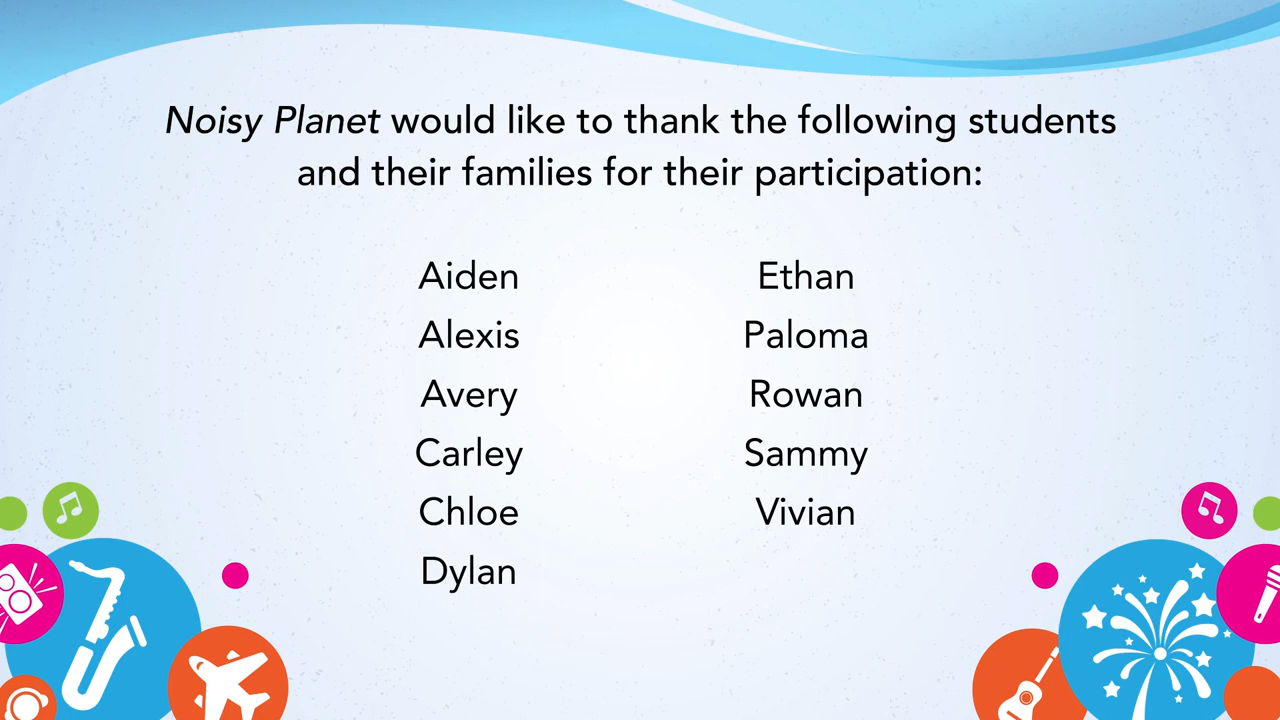 Noisy Planet would like to thank the following students
and their families for their participation:
Aiden
Alexis
Avery
Carley
Chloe
Dylan
Ethan
Paloma
Rowan
Sammy
Vivian